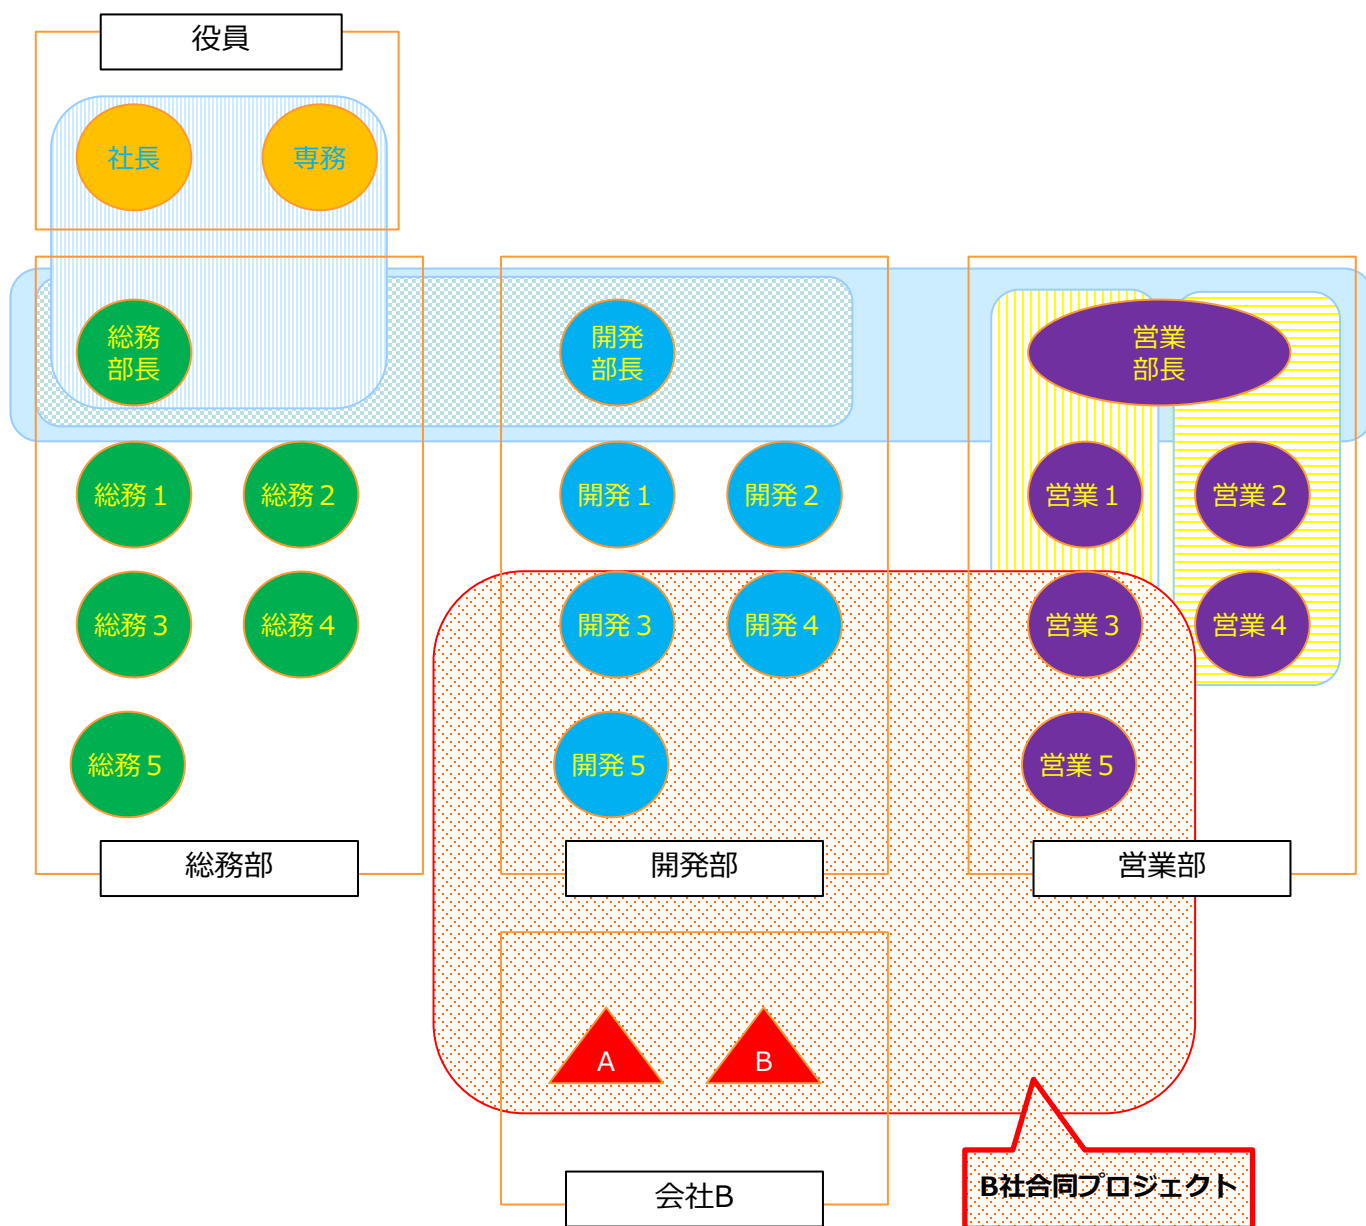 役員
社長
専務
総務
部長
開発
部長
営業
部長
総務１
総務２
開発１
開発２
営業１
営業２
総務３
総務４
開発３
開発４
営業３
営業４
総務５
開発５
営業５
総務部
開発部
営業部
A
B
会社B
B社合同プロジェクト